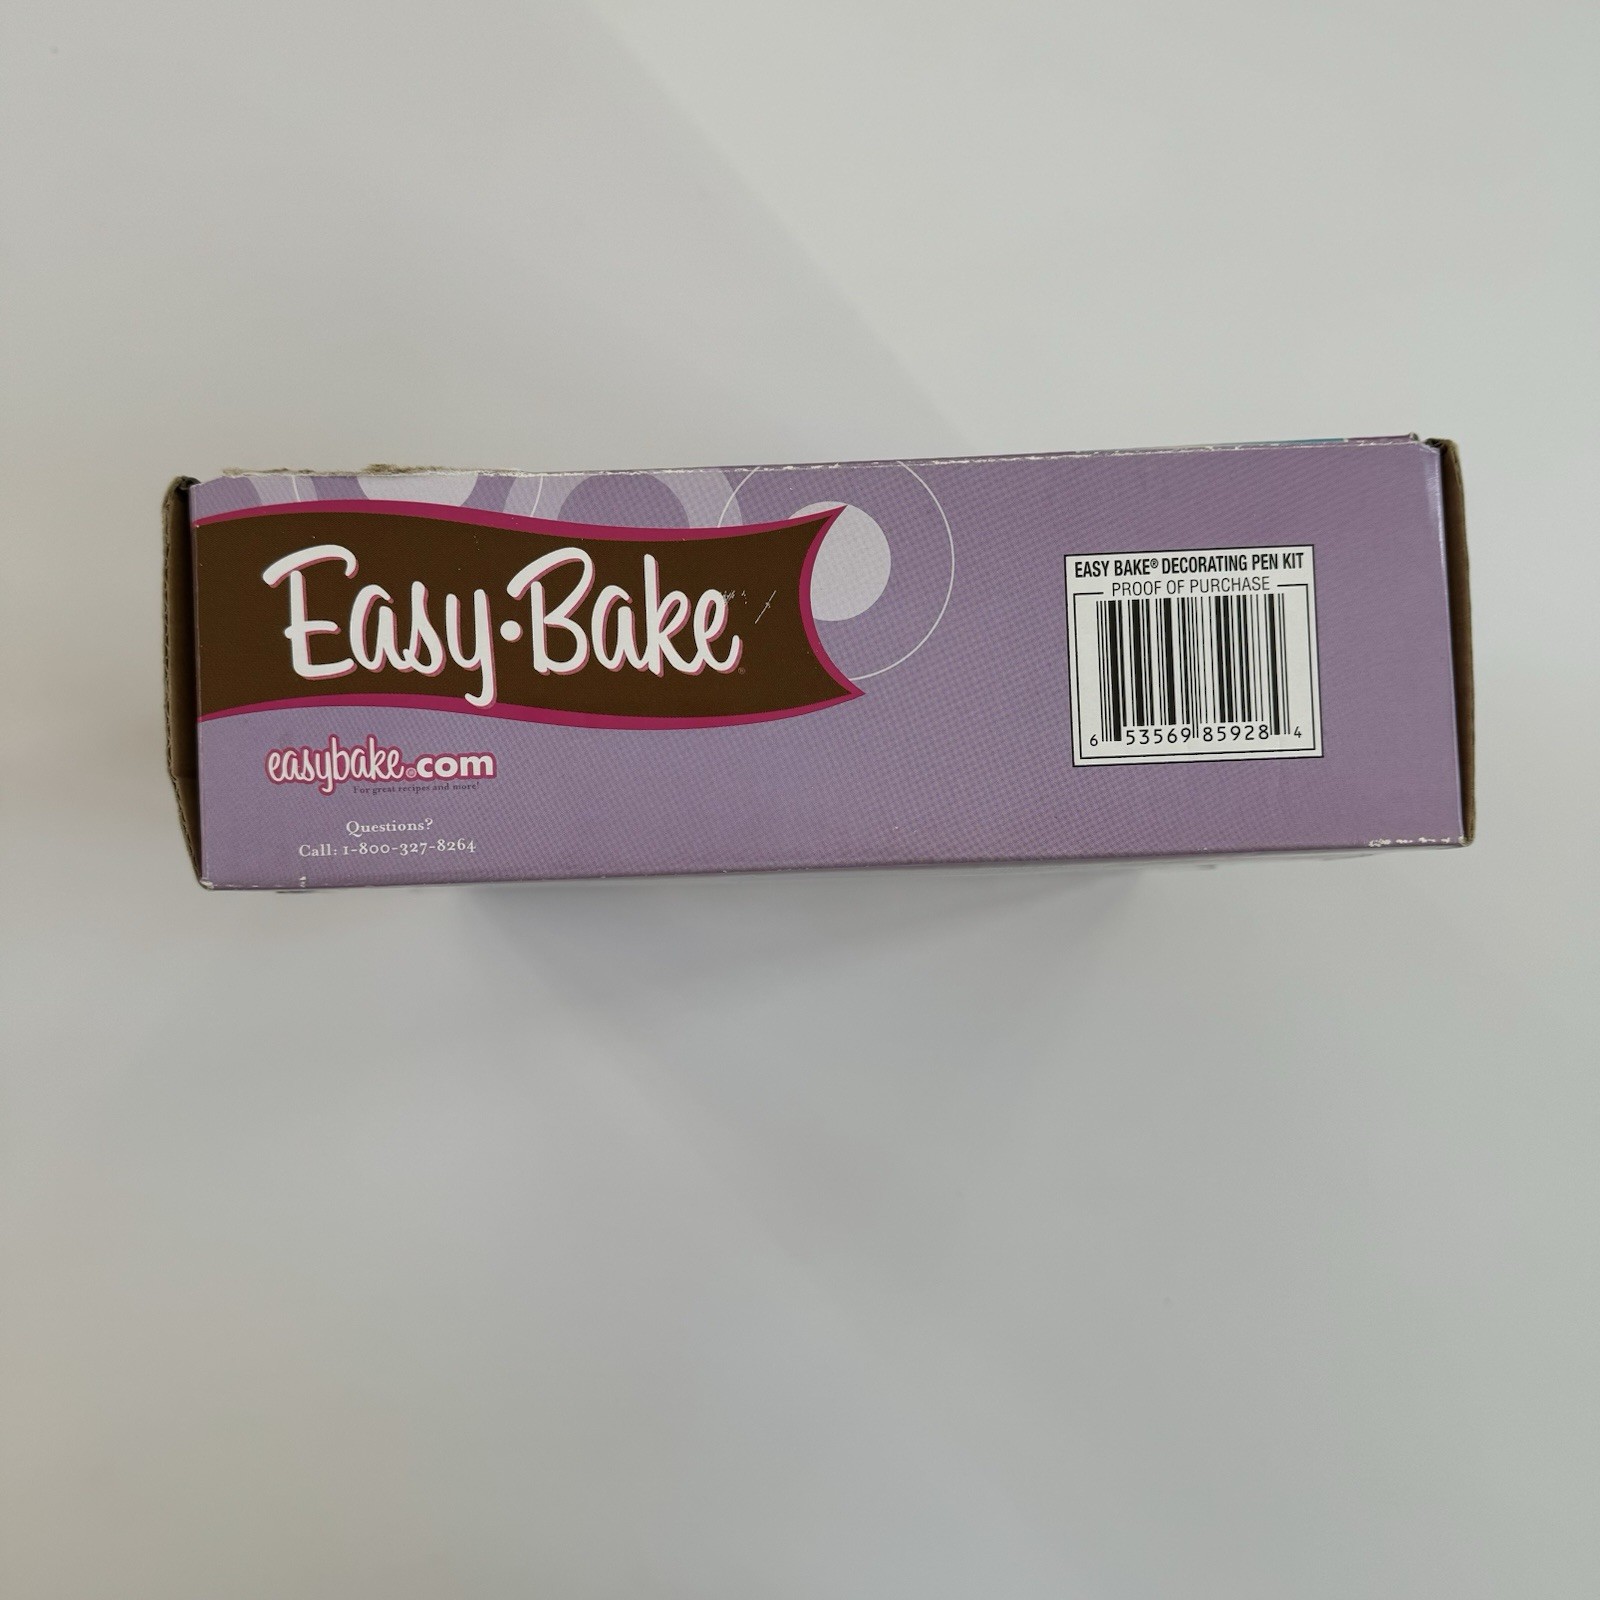 Easy·Bake®
easybake®.com
For great recipes and more!
Questions?
Call: 1-800-327-8264
EASY BAKE® DECORATING PEN KIT
PROOF OF PURCHASE
6 53569 85928 4